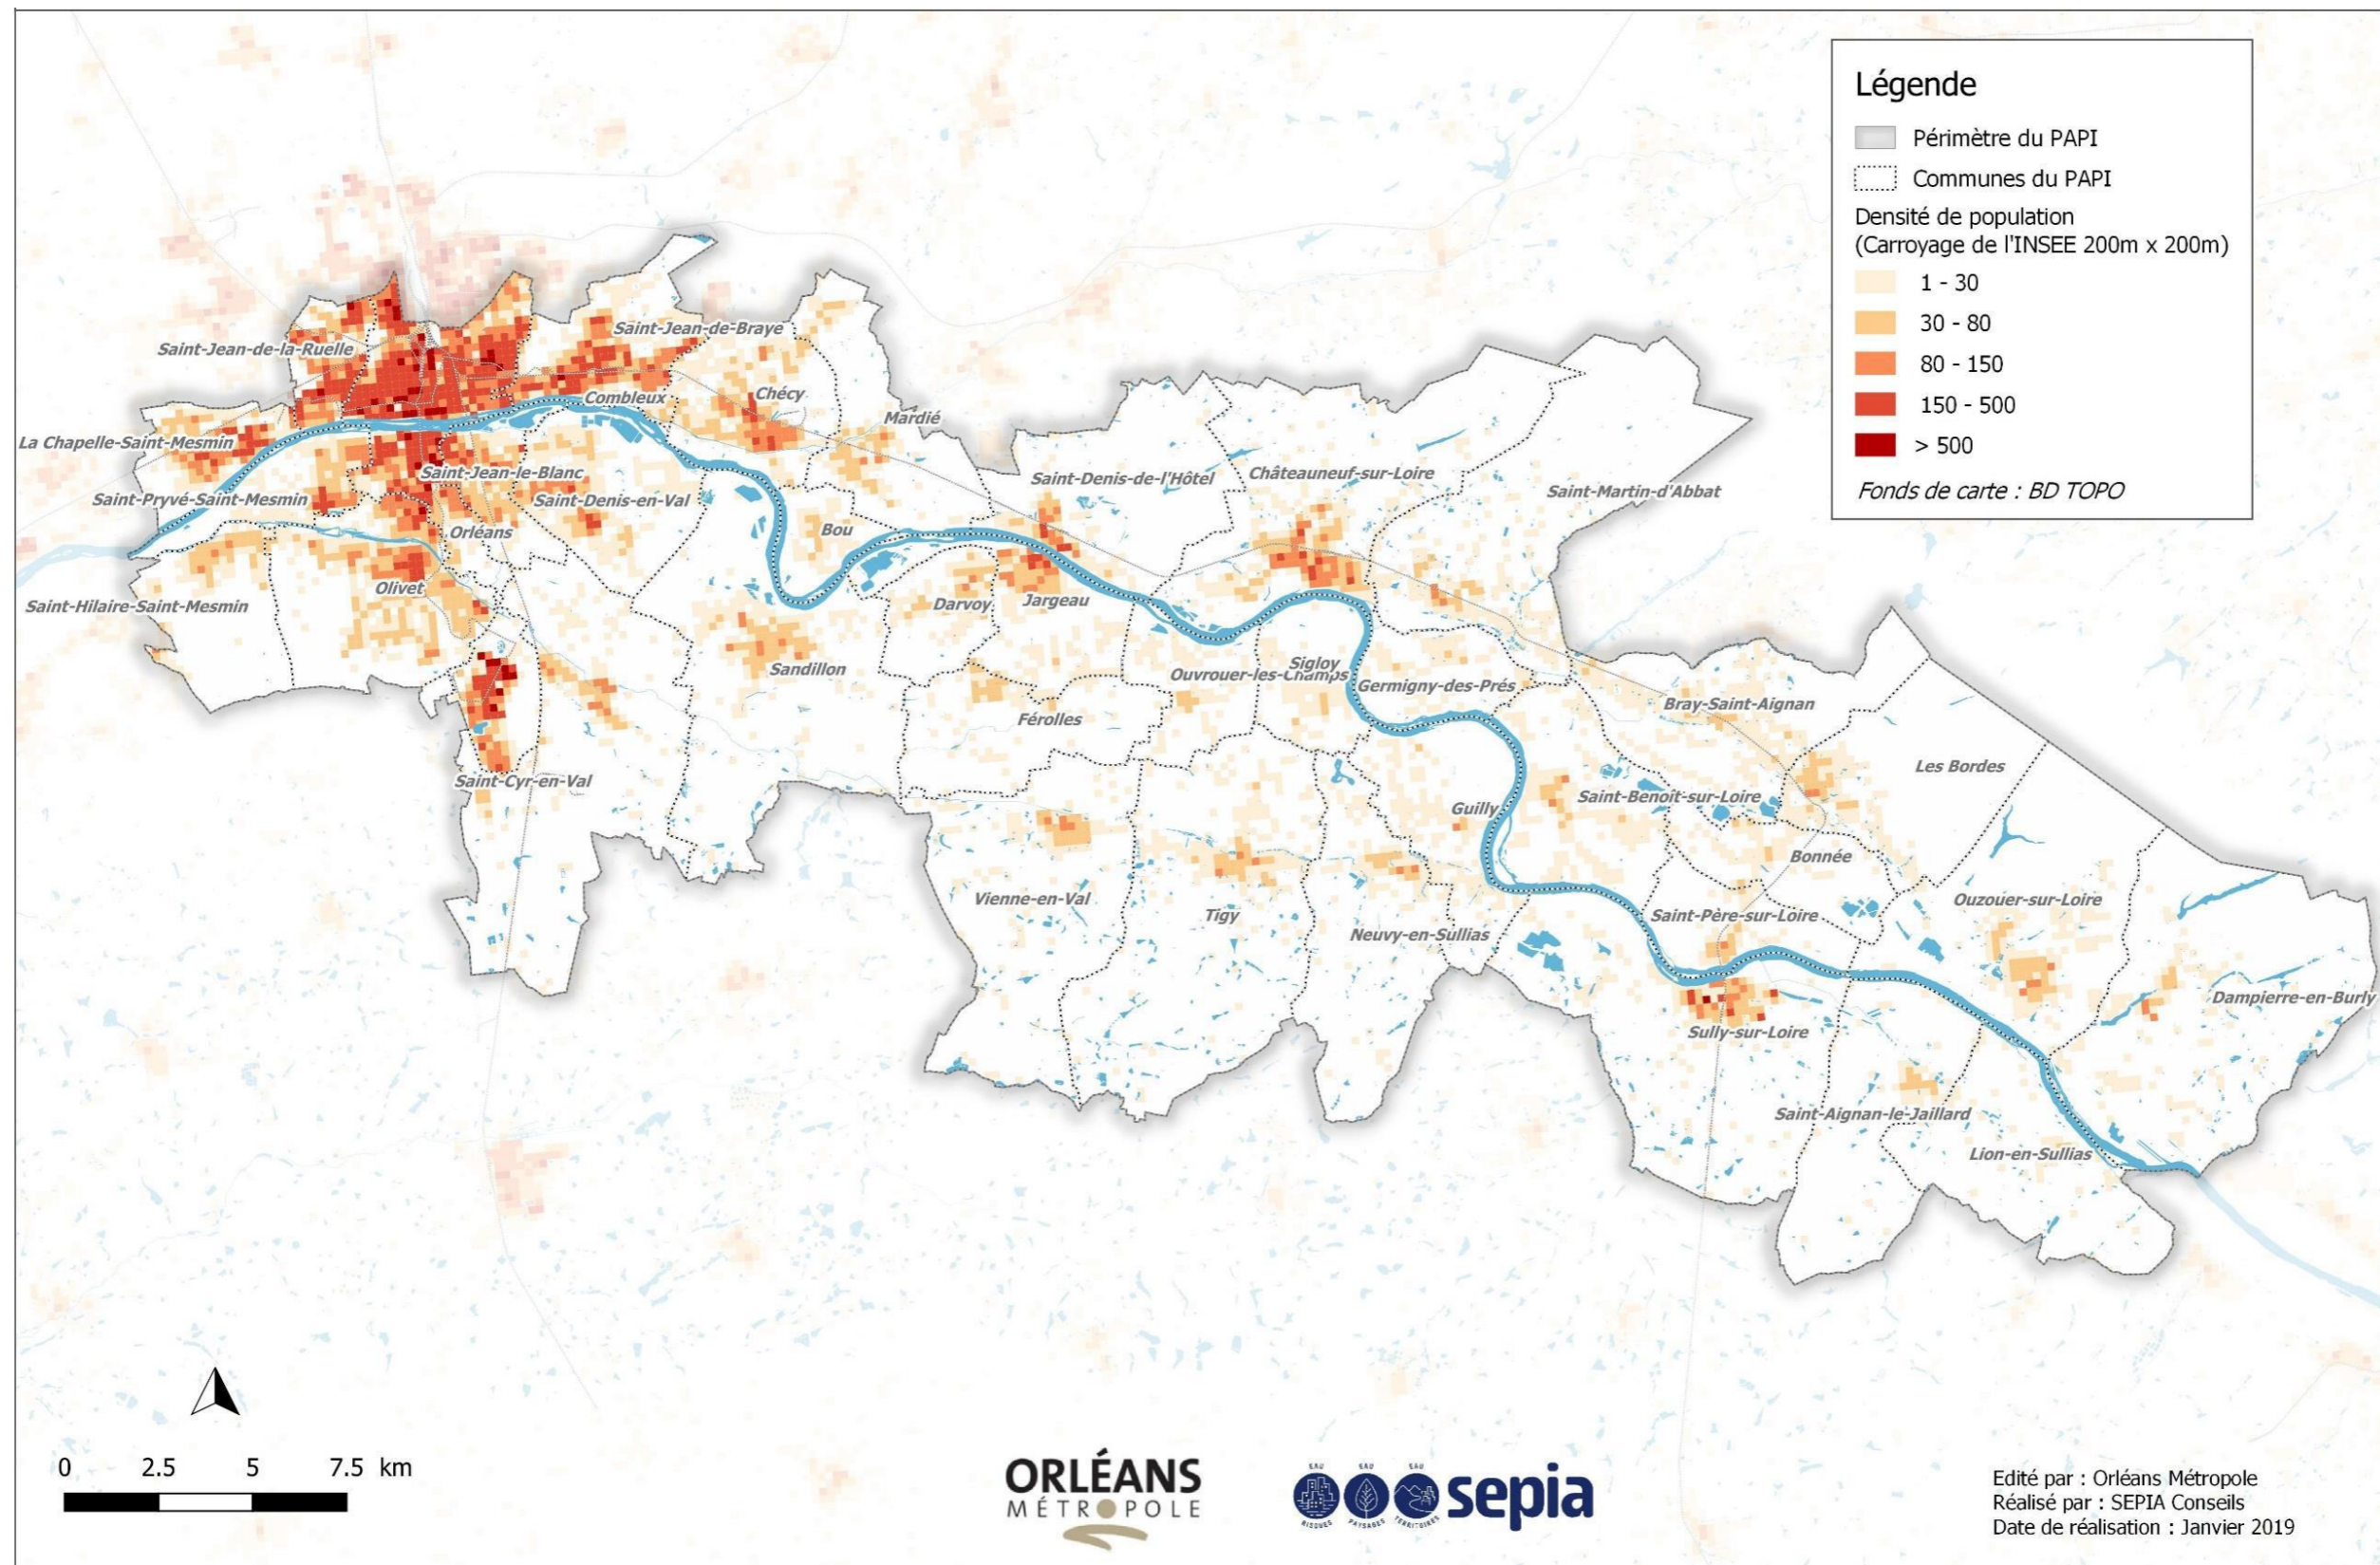 Légende
Périmètre du PAPI
Communes du PAPI
Densité de population
(Carroyage de l'INSEE 200m x 200m)
1 - 30
30 - 80
80 - 150
150 - 500
> 500
Fonds de carte : BD TOPO
Saint-Jean-de-Braye
Saint-Jean-de-la-Ruelle
Chécy
Combleux
Mardié
La Chapelle-Saint-Mesmin
Saint-Jean-le-Blanc
Saint-Denis-de-l'Hôtel
Châteauneuf-sur-Loire
Saint-Martin-d'Abbat
Saint-Pryvé-Saint-Mesmin
Saint-Denis-en-Val
Orléans
Bou
Olivet
Saint-Hilaire-Saint-Mesmin
Darvoy
Jargeau
Sandillon
Sigloy
Ouvrouer-les-Champs
Germigny-des-Prés
Férolles
Bray-Saint-Aignan
Les Bordes
Saint-Cyr-en-Val
Guilly
Saint-Benoît-sur-Loire
Bonnée
Vienne-en-Val
Tigy
Neuvy-en-Sullias
Saint-Père-sur-Loire
Ouzouer-sur-Loire
Dampierre-en-Burly
Sully-sur-Loire
Saint-Aignan-le-Jaillard
Lion-en-Sullias
0 2.5 5 7.5 km
ORLÉANS
MÉTROPOLE
EAU EAU EAU
sepia
RISQUES PAYSAGES TERRITOIRES
Edité par : Orléans Métropole
Réalisé par : SEPIA Conseils
Date de réalisation : Janvier 2019